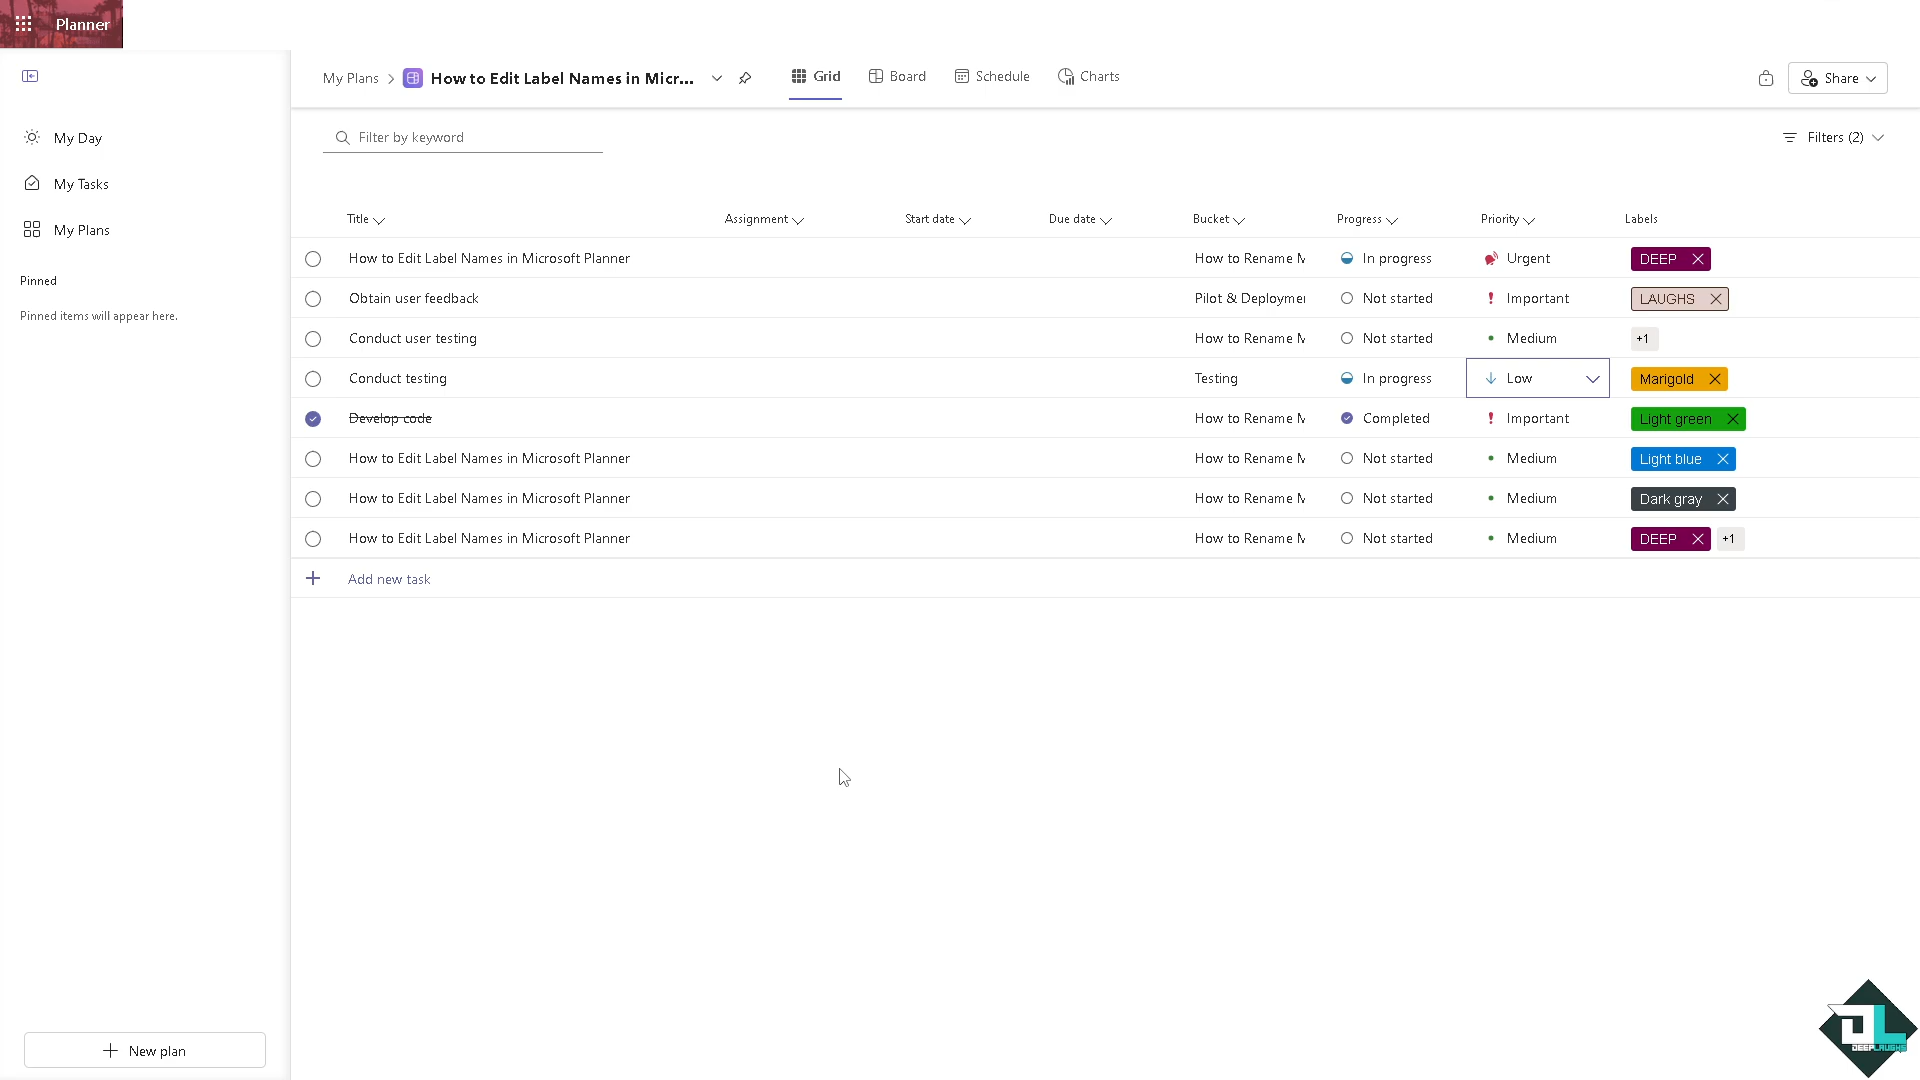 Planner
My Plans
How to Edit Label Names in Micr...
Grid
Board
Schedule
Charts
Share
My Day
My Tasks
My Plans
Pinned
Pinned items will appear here.
New plan
Filter by keyword
Filters (2)
Title Assignment Start date Due date Bucket Progress Priority Labels
How to Edit Label Names in Microsoft Planner How to Rename M In progress Urgent DEEP
Obtain user feedback Pilot & Deploymen Not started Important LAUGHS
Conduct user testing How to Rename M Not started Medium +1
Conduct testing Testing In progress Low Marigold
Develop code How to Rename M Completed Important Light green
How to Edit Label Names in Microsoft Planner How to Rename M Not started Medium Light blue
How to Edit Label Names in Microsoft Planner How to Rename M Not started Medium Dark gray
How to Edit Label Names in Microsoft Planner How to Rename M Not started Medium DEEP +1
Add new task
DL
DEEPLAUGHS